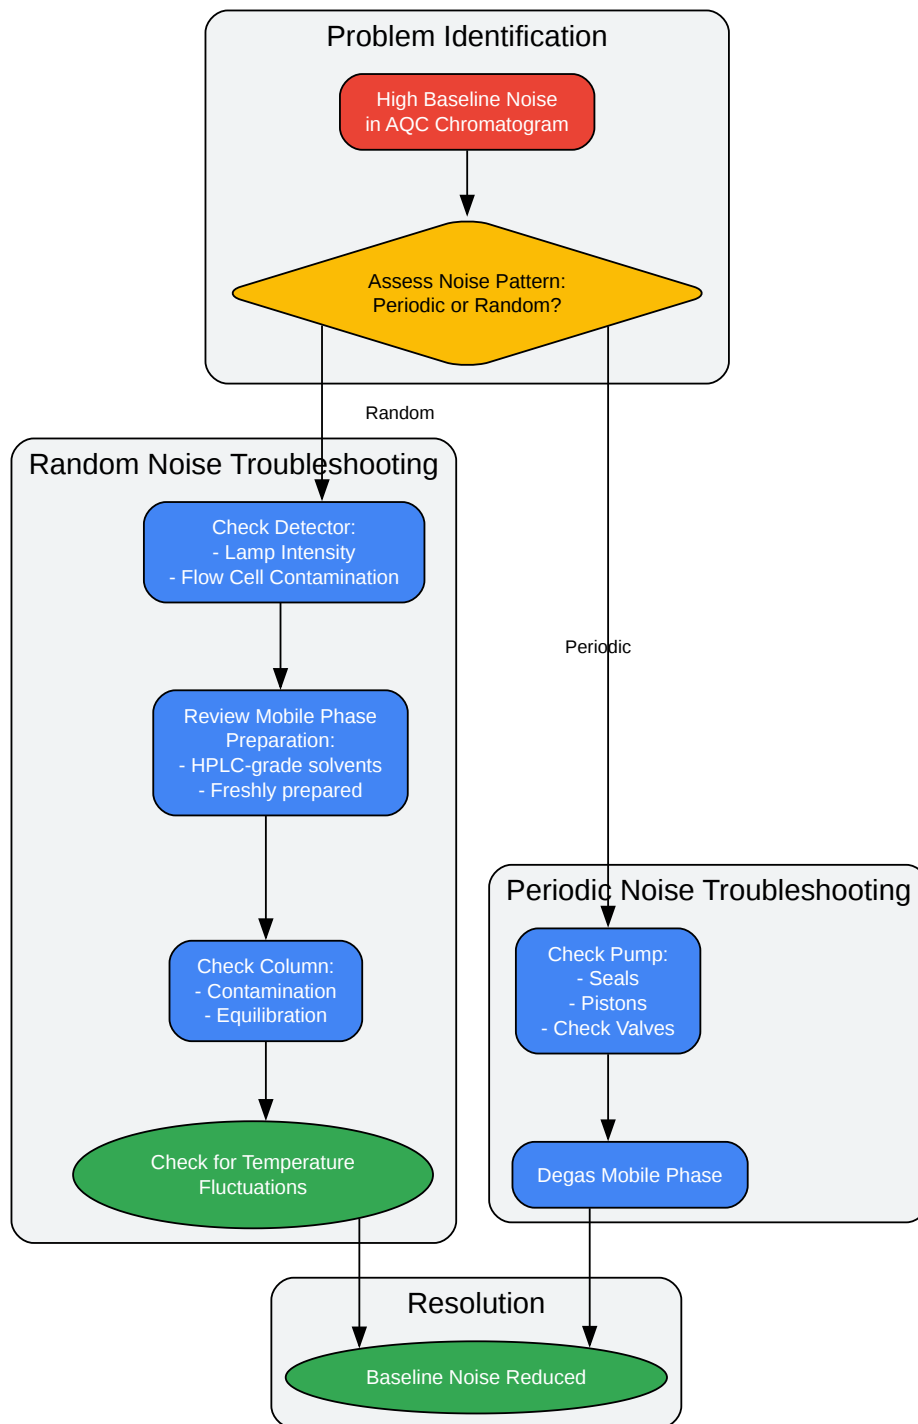 Problem Identification
High Baseline Noise
in AQC Chromatogram
Assess Noise Pattern:
Periodic or Random?
Random
Random Noise Troubleshooting
Check Detector:
- Lamp Intensity
- Flow Cell Contamination
Review Mobile Phase
Preparation:
- HPLC-grade solvents
- Freshly prepared
Check Column:
- Contamination
- Equilibration
Check for Temperature
Fluctuations
Periodic
Periodic Noise Troubleshooting
Check Pump:
- Seals
- Pistons
- Check Valves
Degas Mobile Phase
Resolution
Baseline Noise Reduced